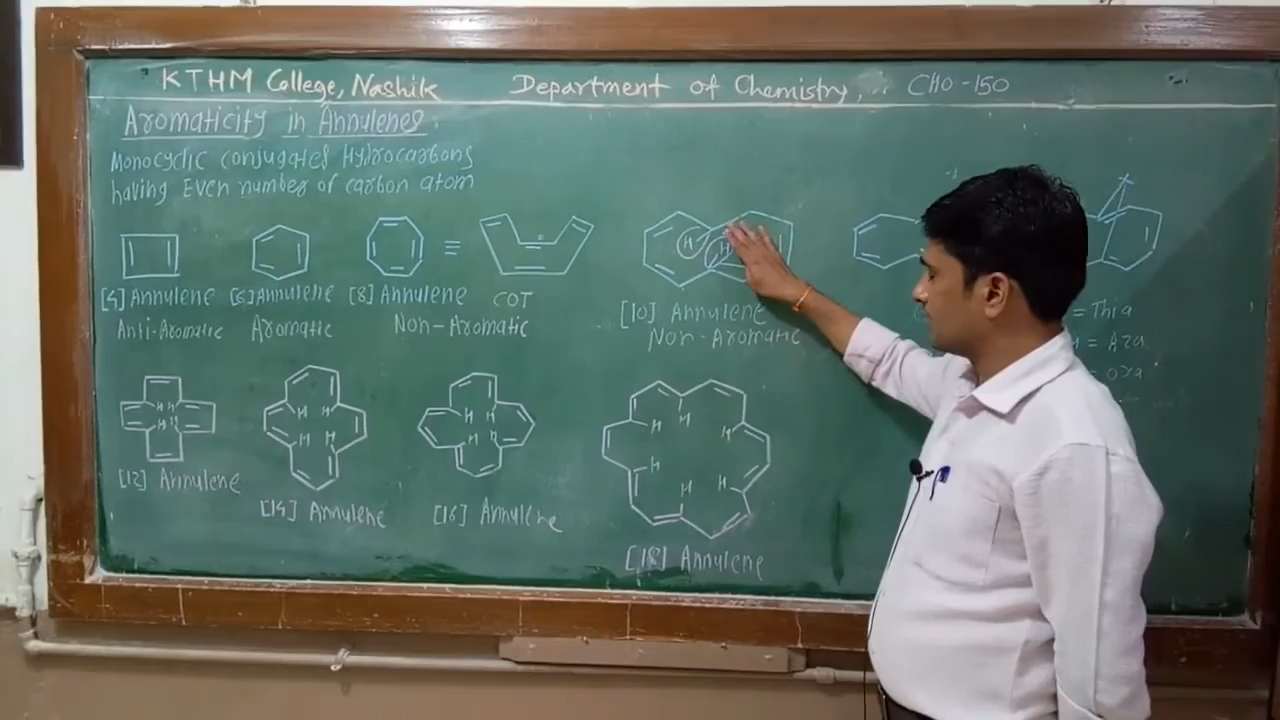 KTHM College, Nashik Department of Chemistry, CHO-150
Aromaticity in Annulenes
Monocyclic conjugated Hydrocarbons
having Even number of carbon atom
H H
[4] Annulene [6] Annulene [8] Annulene COT [10] Annulene = Thia
Anti-Aromatic Aromatic Non-Aromatic Non-Aromatic = Aza
= oxa
H H H H
H H H H
H H H H
H H H
H
H H
[12] Annulene
[14] Annulene [16] Annulene
[18] Annulene